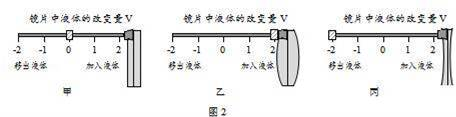 镜片中液体的改变量 V
-2 -1 0 1 2
移出液体 加入液体
甲
镜片中液体的改变量 V
-2 -1 0 1 2
移出液体 加入液体
乙
镜片中液体的改变量 V
-2 -1 0 1 2
移出液体 加入液体
丙
图 2